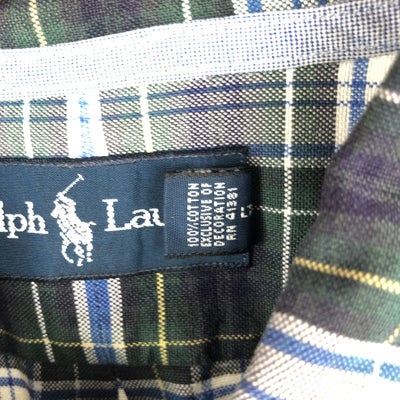 lph Lau
100% COTTON
EXCLUSIVE OF
DECORATION
RN 41381